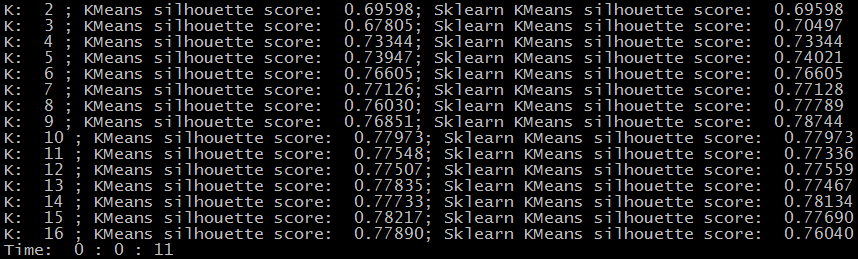 K:  2 ; KMeans silhouette score:  0.69598; Sklearn KMeans silhouette score:  0.69598
K:  3 ; KMeans silhouette score:  0.67805; Sklearn KMeans silhouette score:  0.70497
K:  4 ; KMeans silhouette score:  0.73344; Sklearn KMeans silhouette score:  0.73344
K:  5 ; KMeans silhouette score:  0.73947; Sklearn KMeans silhouette score:  0.74021
K:  6 ; KMeans silhouette score:  0.76605; Sklearn KMeans silhouette score:  0.76605
K:  7 ; KMeans silhouette score:  0.77126; Sklearn KMeans silhouette score:  0.77128
K:  8 ; KMeans silhouette score:  0.76030; Sklearn KMeans silhouette score:  0.77789
K:  9 ; KMeans silhouette score:  0.76851; Sklearn KMeans silhouette score:  0.78744
K:  10 ; KMeans silhouette score:  0.77973; Sklearn KMeans silhouette score:  0.77973
K:  11 ; KMeans silhouette score:  0.77548; Sklearn KMeans silhouette score:  0.77336
K:  12 ; KMeans silhouette score:  0.77507; Sklearn KMeans silhouette score:  0.77559
K:  13 ; KMeans silhouette score:  0.77835; Sklearn KMeans silhouette score:  0.77467
K:  14 ; KMeans silhouette score:  0.77733; Sklearn KMeans silhouette score:  0.78134
K:  15 ; KMeans silhouette score:  0.78217; Sklearn KMeans silhouette score:  0.77690
K:  16 ; KMeans silhouette score:  0.77890; Sklearn KMeans silhouette score:  0.76040
Time:  0 : 0 : 11